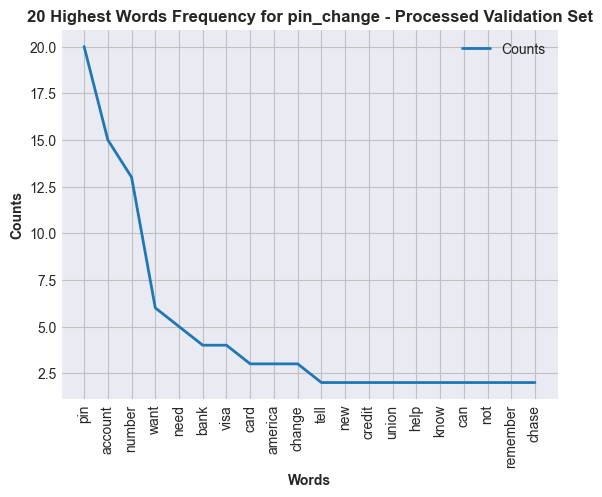 20 Highest Words Frequency for pin_change - Processed Validation Set
Counts
20.0
17.5
15.0
12.5
10.0
7.5
5.0
2.5
Counts
pin
account
number
want
need
bank
visa
card
america
change
tell
new
credit
union
help
know
can
not
remember
chase
Words